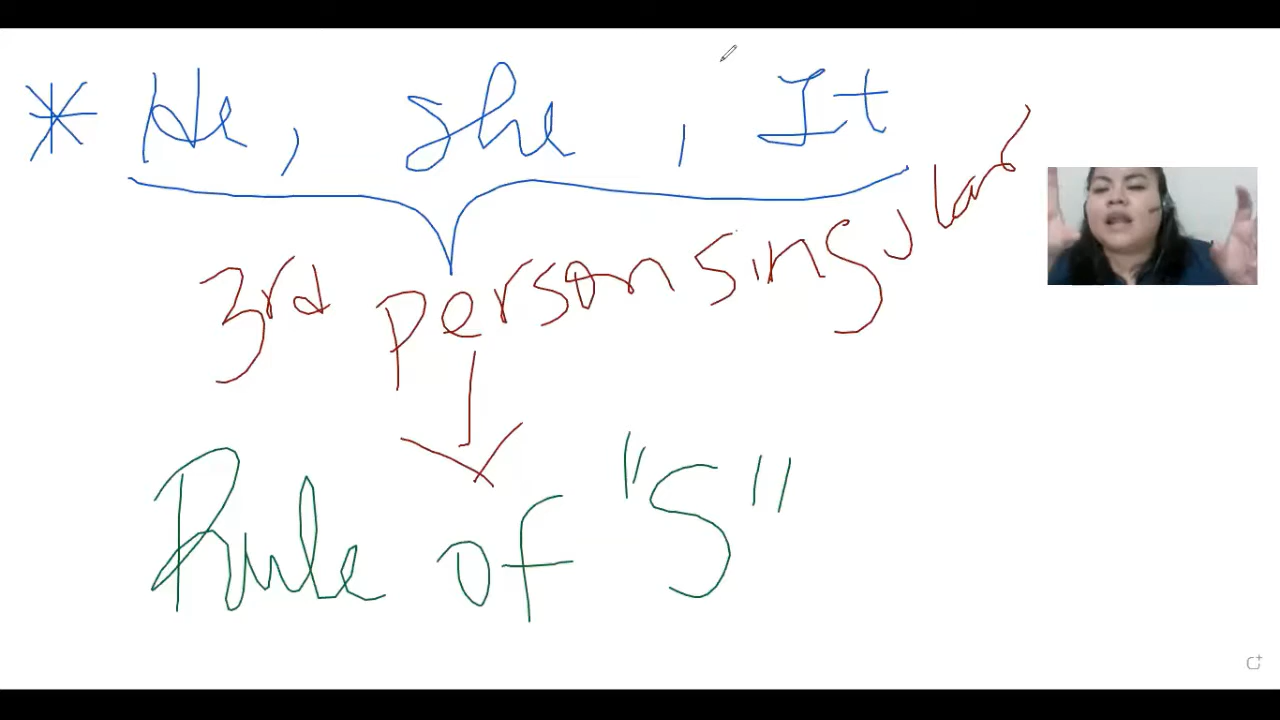 * He, she, It
3rd person singular
Rule of "S"